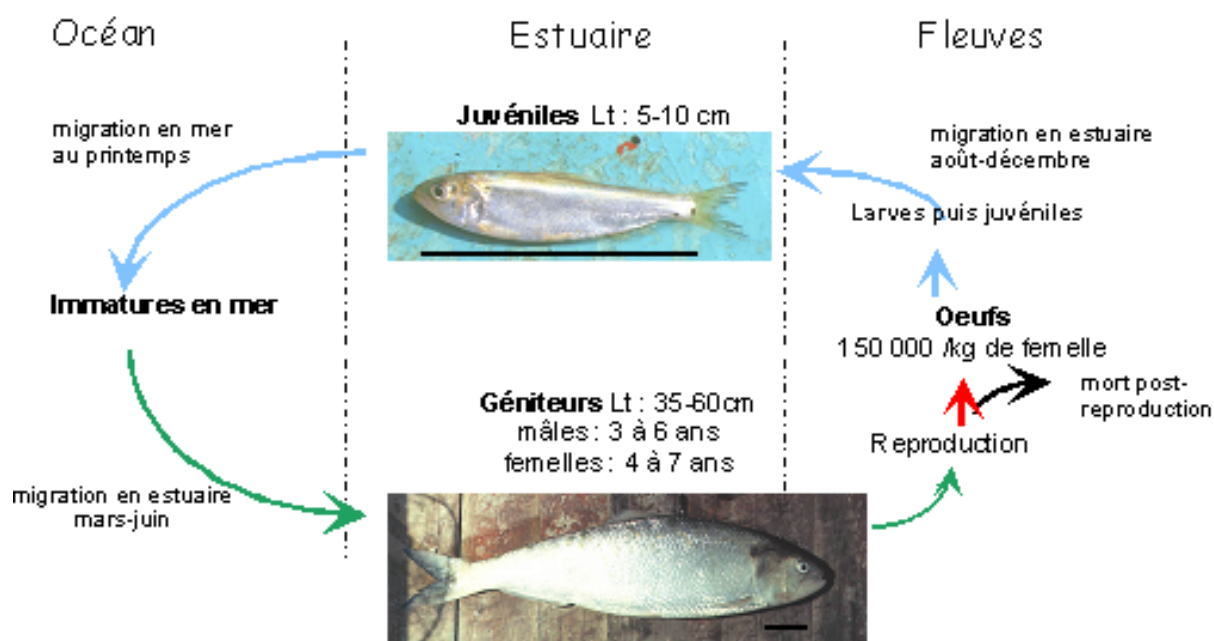 Océan
Estuaire
Fleuves
Juvéniles Lt : 5-10 cm
migration en mer
au printemps
migration en estuaire
août-décembre
Larves puis juvéniles
Immatures en mer
Oeufs
150 000 /kg de femelle
mort post-
reproduction
Géniteurs Lt : 35-60cm
mâles : 3 à 6 ans
femelles : 4 à 7 ans
Reproduction
migration en estuaire
mars-juin